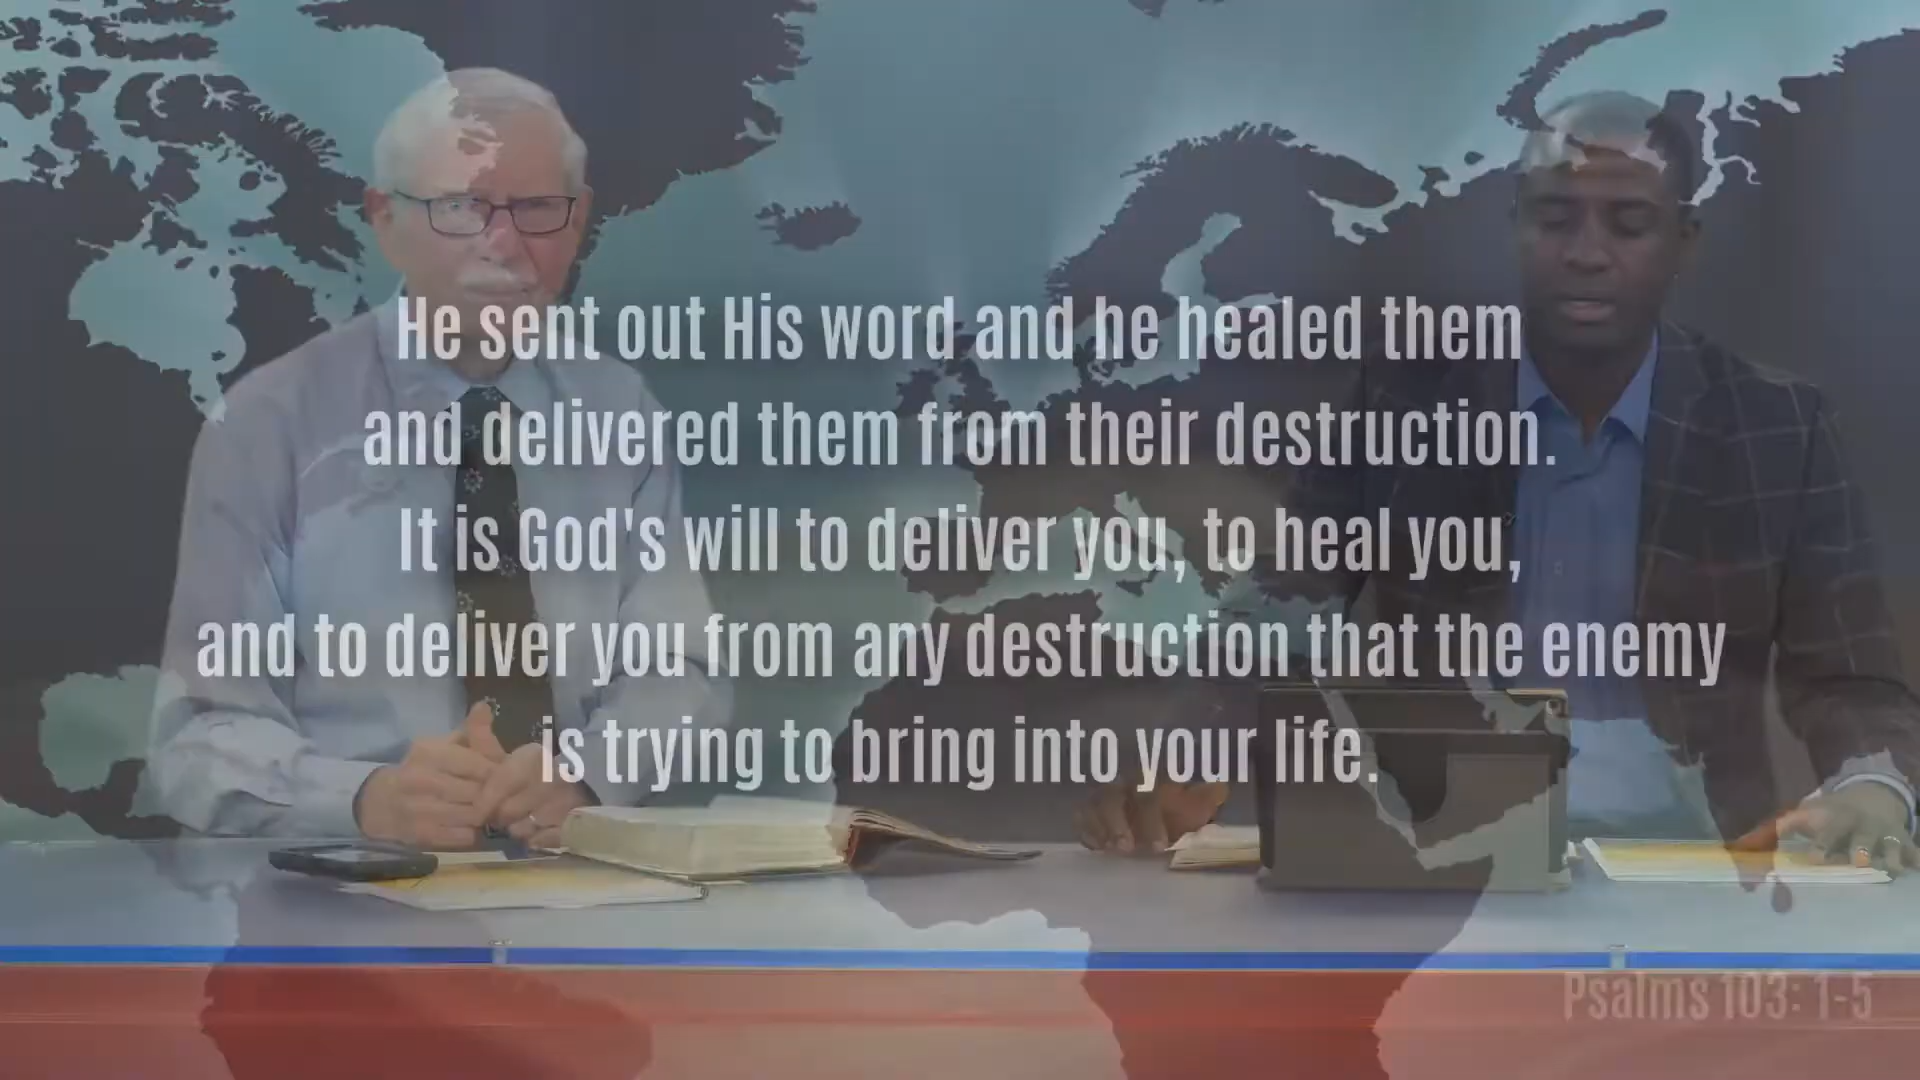 He sent out His word and he healed them
and delivered them from their destruction.
It is God's will to deliver you, to heal you,
and to deliver you from any destruction that the enemy
is trying to bring into your life.
Psalms 103: 1-5